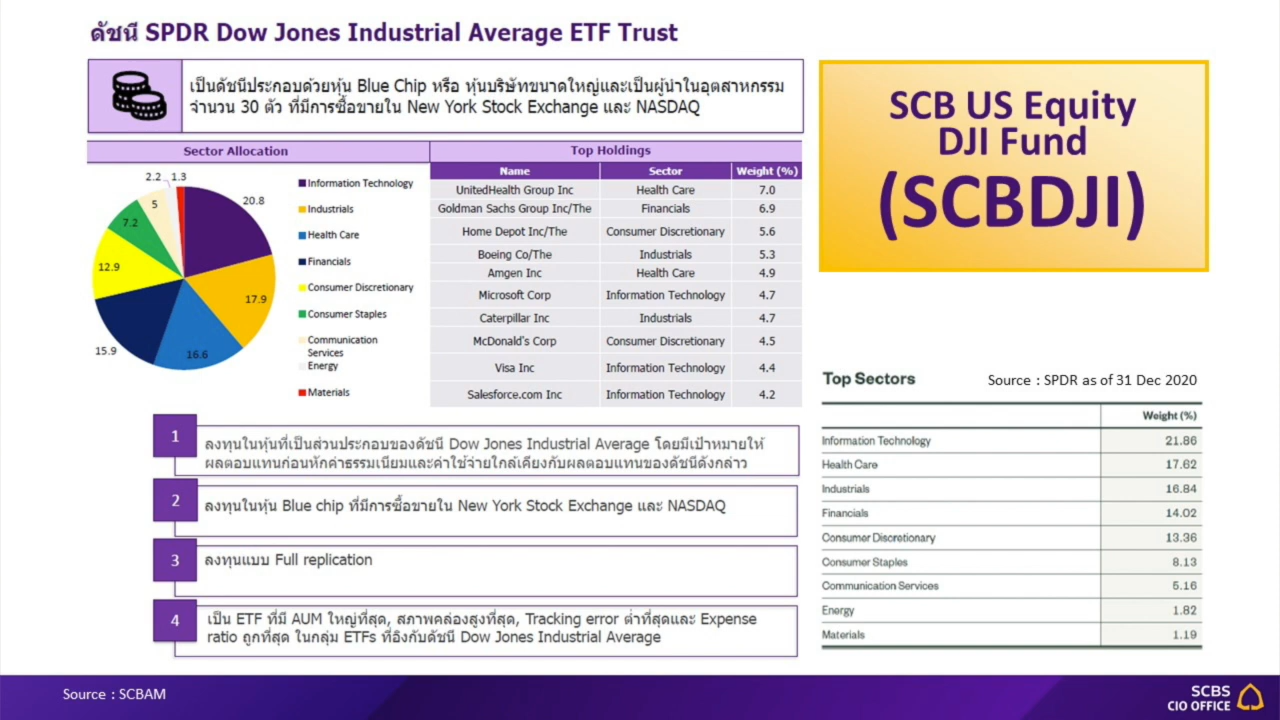 ดัชนี SPDR Dow Jones Industrial Average ETF Trust
เป็นดัชนีประกอบด้วยหุ้น Blue Chip หรือ หุ้นบริษัทขนาดใหญ่และเป็นผู้นำในอุตสาหกรรม
จำนวน 30 ตัว ที่มีการซื้อขายใน New York Stock Exchange และ NASDAQ
SCB US Equity
DJI Fund
(SCBDJI)
Sector Allocation
2.2
1.3
20.8
5
7.2
12.9
17.9
15.9
16.6
Information Technology
Industrials
Health Care
Financials
Consumer Discretionary
Consumer Staples
Communication
Services
Energy
Materials
Top Holdings
Name Sector Weight (%)
UnitedHealth Group Inc Health Care 7.0
Goldman Sachs Group Inc/The Financials 6.9
Home Depot Inc/The Consumer Discretionary 5.6
Boeing Co/The Industrials 5.3
Amgen Inc Health Care 4.9
Microsoft Corp Information Technology 4.7
Caterpillar Inc Industrials 4.7
McDonald's Corp Consumer Discretionary 4.5
Visa Inc Information Technology 4.4
Salesforce.com Inc Information Technology 4.2
1
ลงทุนในหุ้นที่เป็นส่วนประกอบของดัชนี Dow Jones Industrial Average โดยมีเป้าหมายให้
ผลตอบแทนก่อนหักค่าธรรมเนียมและค่าใช้จ่ายใกล้เคียงกับผลตอบแทนของดัชนีดังกล่าว
2
ลงทุนในหุ้น Blue chip ที่มีการซื้อขายใน New York Stock Exchange และ NASDAQ
3
ลงทุนแบบ Full replication
4
เป็น ETF ที่มี AUM ใหญ่ที่สุด, สภาพคล่องสูงที่สุด, Tracking error ต่ำที่สุดและ Expense
ratio ถูกที่สุด ในกลุ่ม ETFs ที่อิงกับดัชนี Dow Jones Industrial Average
Top Sectors Source : SPDR as of 31 Dec 2020
Weight (%)
Information Technology 21.86
Health Care 17.62
Industrials 16.84
Financials 14.02
Consumer Discretionary 13.36
Consumer Staples 8.13
Communication Services 5.16
Energy 1.82
Materials 1.19
Source : SCBAM
SCBS
CIO OFFICE